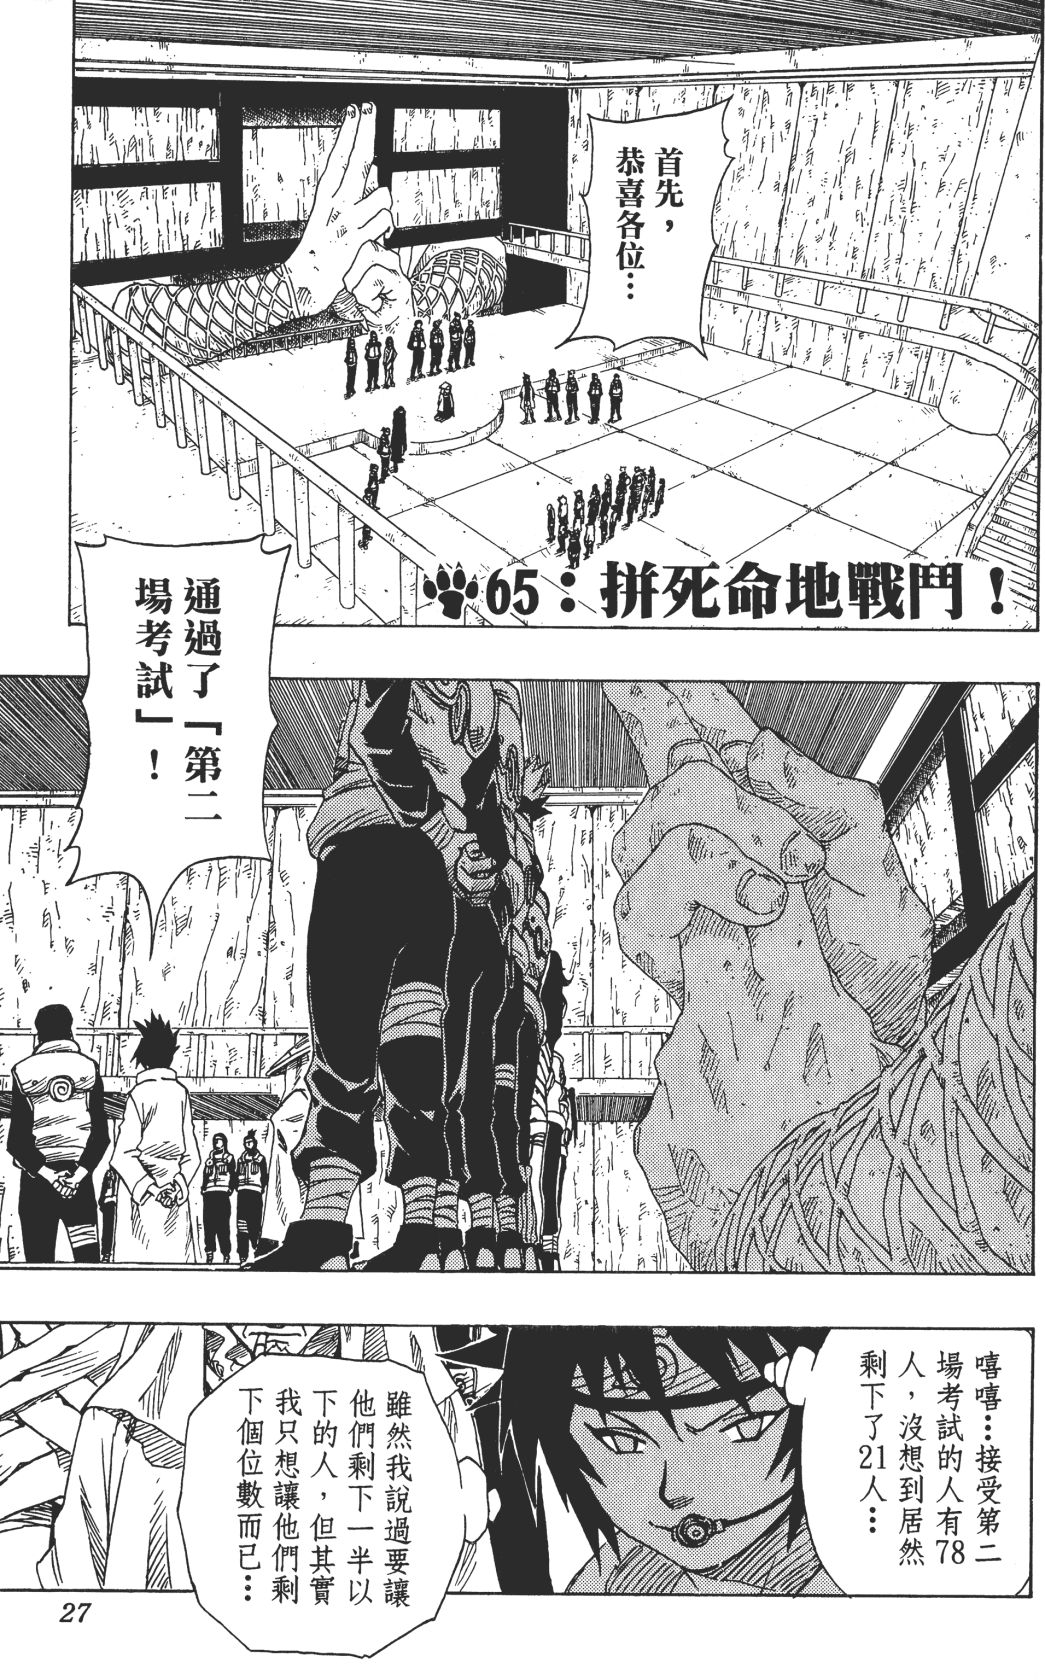 首先，
恭喜各位…
65：拼死命地戰鬥！
通過了『第二
場考試』！
嘻嘻…接受第二
場考試的人有78
人，沒想到居然
剩下了21人…
雖然我說過要讓
他們剩下一半以
下的人，但其實
我只想讓他們剩
下個位數而已…
27